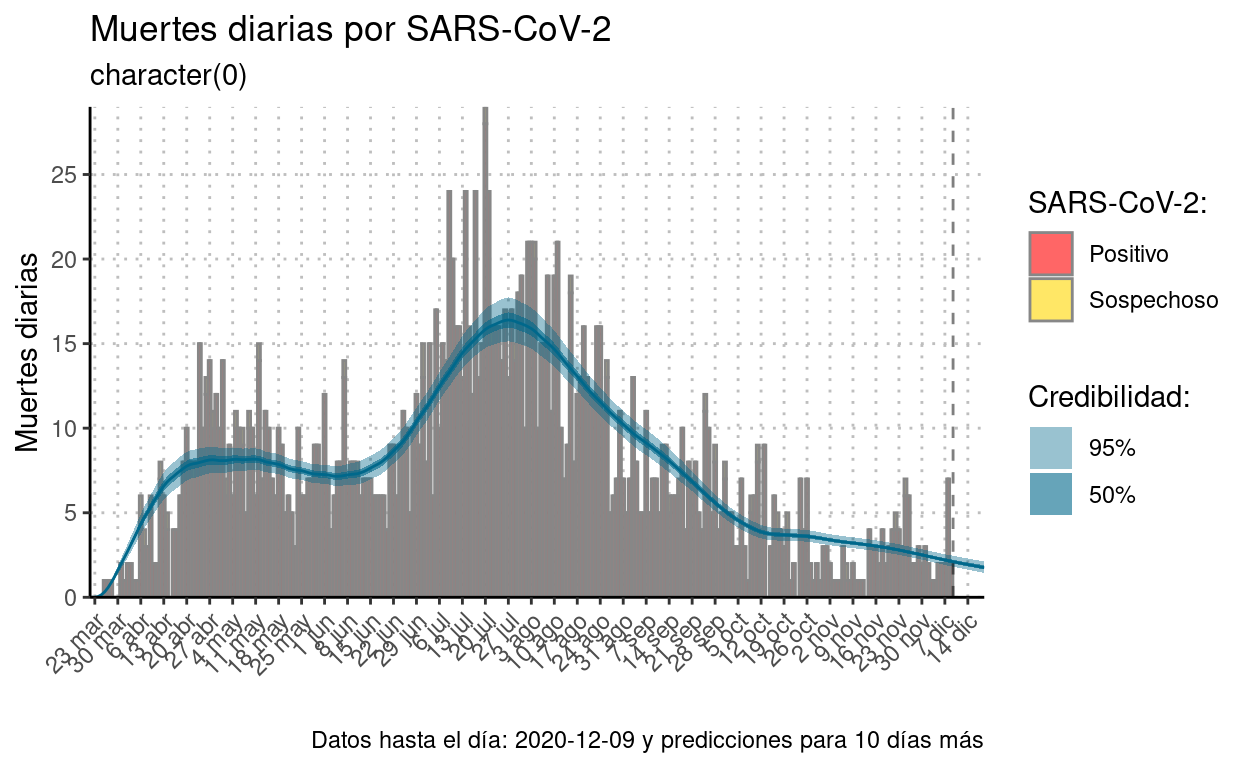 Muertes diarias por SARS-CoV-2
character(0)
Muertes diarias
25
20
15
10
5
0
23 mar
30 mar
6 abr
13 abr
20 abr
27 abr
4 may
11 may
18 may
25 may
1 jun
8 jun
15 jun
22 jun
29 jun
6 jul
13 jul
20 jul
27 jul
3 ago
10 ago
17 ago
24 ago
31 ago
7 sep
14 sep
21 sep
28 sep
5 oct
12 oct
19 oct
26 oct
2 nov
9 nov
16 nov
23 nov
30 nov
7 dic
14 dic
SARS-CoV-2:
Positivo
Sospechoso
Credibilidad:
95%
50%
Datos hasta el día: 2020-12-09 y predicciones para 10 días más